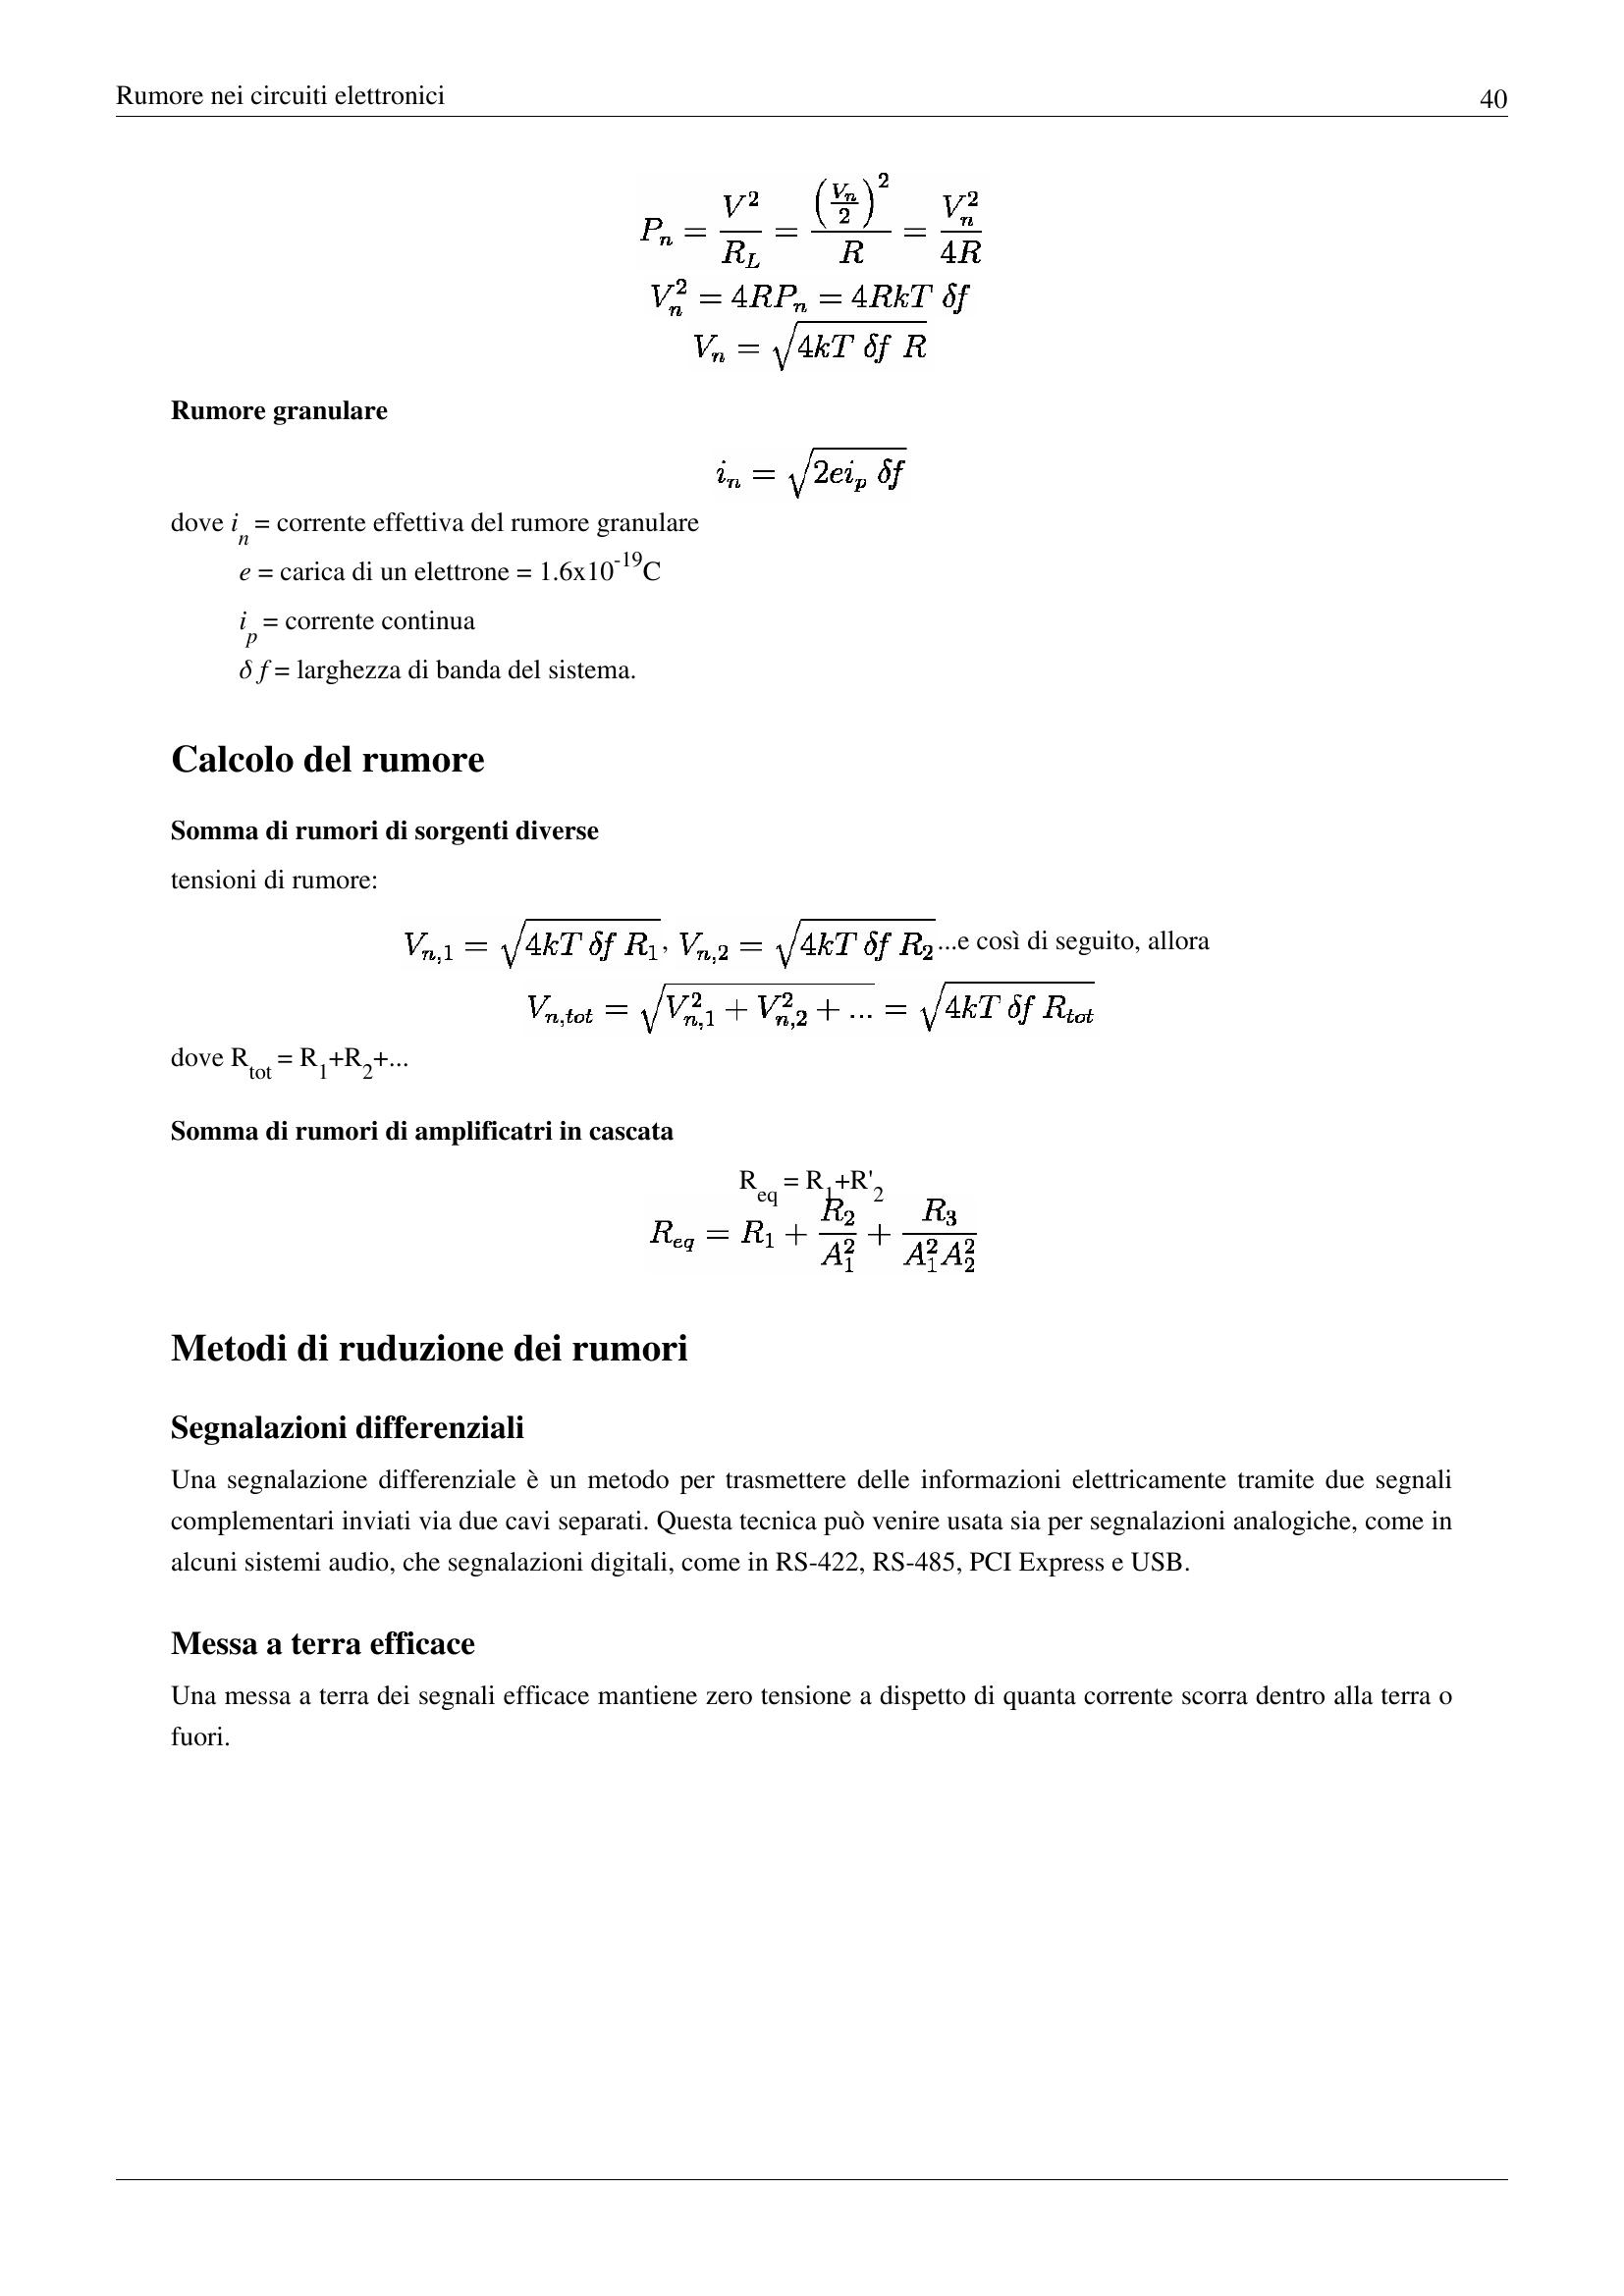 Rumore nei circuiti elettronici 40
P_n = \frac{V^2}{R_L} = \frac{\left(\frac{V_n}{2}\right)^2}{R} = \frac{V_n^2}{4R}
V_n^2 = 4RP_n = 4RkT δf
V_n = \sqrt{4kT δf R}
Rumore granulare
i_n = \sqrt{2ei_p δf}
dove i_n = corrente effettiva del rumore granulare
e = carica di un elettrone = 1.6x10^{-19}C
i_p = corrente continua
δ f = larghezza di banda del sistema.
Calcolo del rumore
Somma di rumori di sorgenti diverse
tensioni di rumore:
V_{n,1} = \sqrt{4kT δf R_1}, V_{n,2} = \sqrt{4kT δf R_2}...e così di seguito, allora
V_{n,tot} = \sqrt{V_{n,1}^2 + V_{n,2}^2 + ...} = \sqrt{4kT δf R_{tot}}
dove R_{tot} = R_1+R_2+...
Somma di rumori di amplificatri in cascata
R_{eq} = R_1+R'_2
R_{eq} = R_1 + \frac{R_2}{A_1^2} + \frac{R_3}{A_1^2 A_2^2}
Metodi di ruduzione dei rumori
Segnalazioni differenziali
Una segnalazione differenziale è un metodo per trasmettere delle informazioni elettricamente tramite due segnali
complementari inviati via due cavi separati. Questa tecnica può venire usata sia per segnalazioni analogiche, come in
alcuni sistemi audio, che segnalazioni digitali, come in RS-422, RS-485, PCI Express e USB.
Messa a terra efficace
Una messa a terra dei segnali efficace mantiene zero tensione a dispetto di quanta corrente scorra dentro alla terra o
fuori.